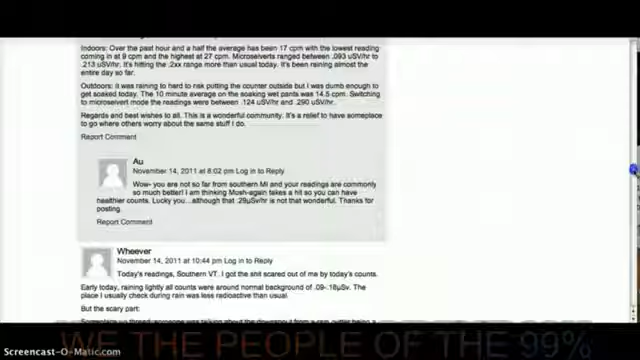 Indoors: Over the past hour and a half the average has been 17 cpm with the lowest reading
coming in at 9 cpm and the highest at 27 cpm. Microseiverts ranged between .093 uSV/hr to
.213 uSV/hr. It's hitting the .2xx range more than usual today. It's been raining almost the
entire day so far.
Outdoors: it was raining to hard to risk putting the counter outside but I was dumb enough to
get soaked today. The 10 minute average on the soaking wet pants was 14.5 cpm. Switching
to microseivert mode the readings were between .124 uSV/hr and .290 uSV/hr.
Regards and best wishes to all. This is a wonderful community. It's a relief to have someplace
to go where others worry about the same stuff I do.
Report Comment
Au
November 14, 2011 at 8:02 pm Log in to Reply
Wow- you are not so far from southern MI and your readings are commonly
so much better! I am thinking Mush-again takes a hit so you can have
healthier counts. Lucky you...although that .29µSv/hr is not that wonderful. Thanks for
posting.
Report Comment
Wheever
November 14, 2011 at 10:44 pm Log in to Reply
Today's readings, Southern VT. I got the shit scared out of me by today's counts.
Early today, raining lightly all counts were around normal background of .09-.18µSv. The
place I usually check during rain was less radioactive than usual.
But the scary part:
WE THE PEOPLE OF THE 99%
Screencast-O-Matic.com